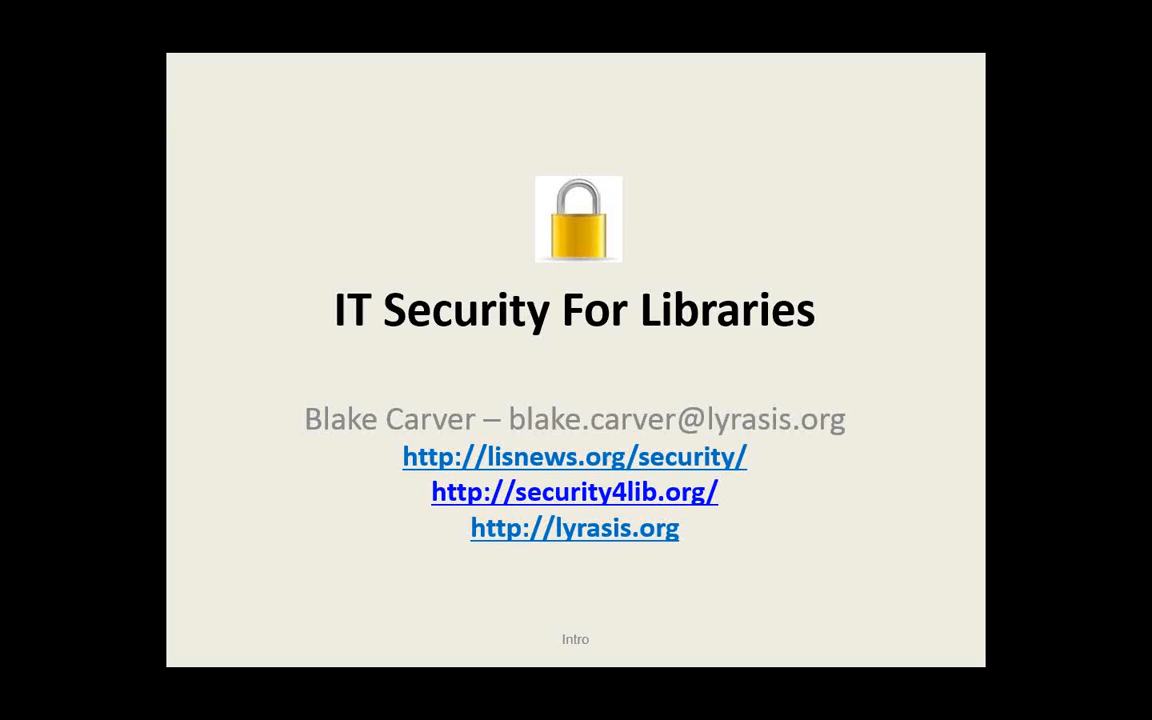 IT Security For Libraries
Blake Carver – blake.carver@lyrasis.org
http://lisnews.org/security/
http://security4lib.org/
http://lyrasis.org
Intro